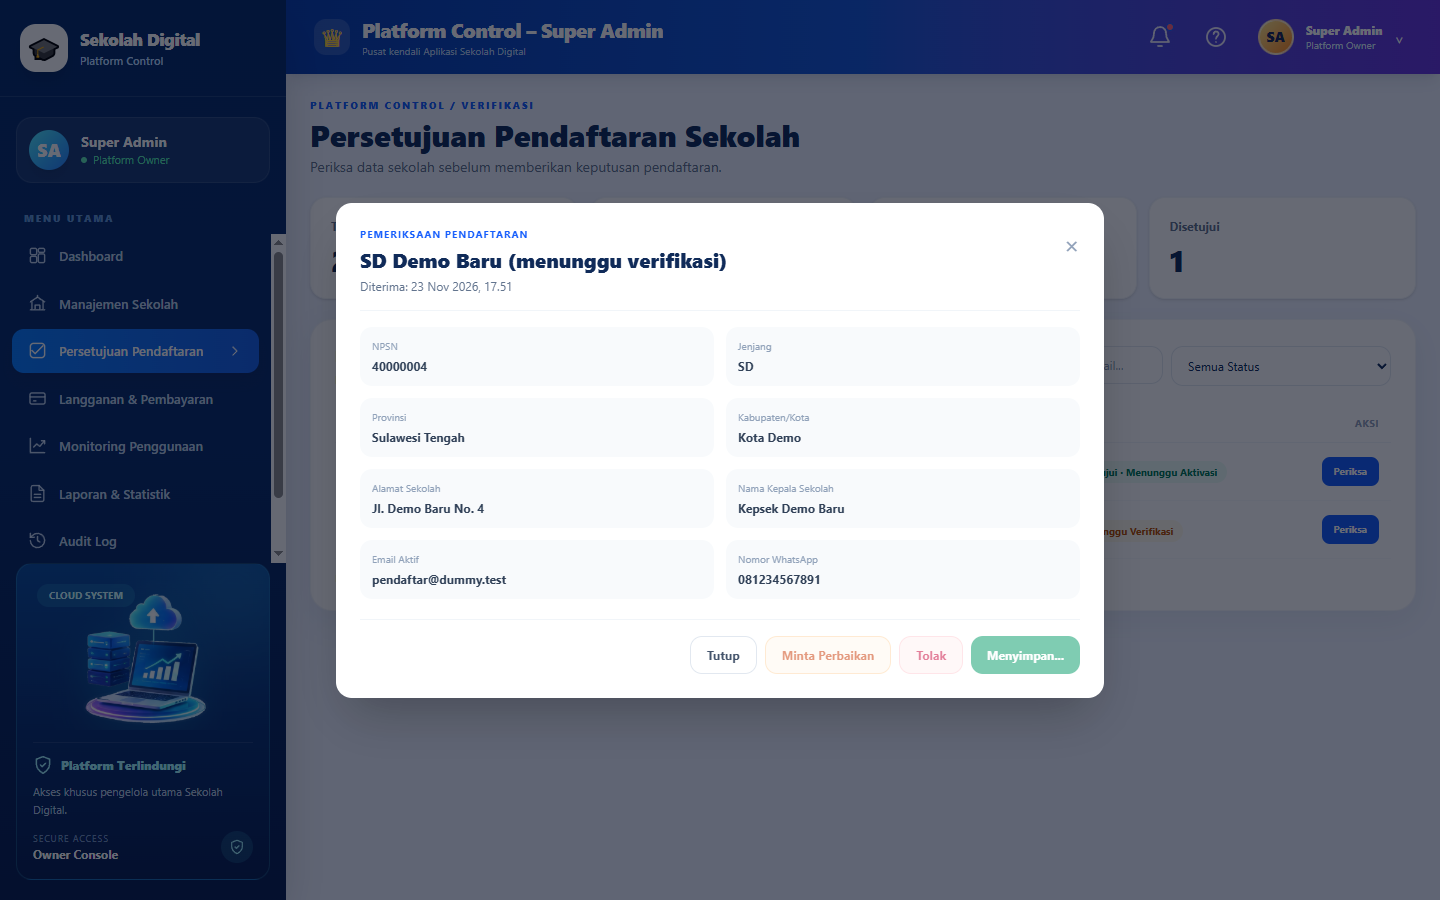 Sekolah Digital
Platform Control
Super Admin
Platform Owner
MENU UTAMA
Dashboard
Manajemen Sekolah
Persetujuan Pendaftaran
Langganan & Pembayaran
Monitoring Penggunaan
Laporan & Statistik
Audit Log
CLOUD SYSTEM
Platform Terlindungi
Akses khusus pengelola utama Sekolah
Digital.
SECURE ACCESS
Owner Console
Platform Control – Super Admin
Pusat kendali Aplikasi Sekolah Digital
SA
Super Admin
Platform Owner
PLATFORM CONTROL / VERIFIKASI
Persetujuan Pendaftaran Sekolah
Periksa data sekolah sebelum memberikan keputusan pendaftaran.
Disetujui
1
Semua Status
AKSI
Menunggu Aktivasi
Periksa
Verifikasi
Periksa
PEMERIKSAAN PENDAFTARAN
SD Demo Baru (menunggu verifikasi)
Diterima: 23 Nov 2026, 17.51
NPSN
40000004
Jenjang
SD
Provinsi
Sulawesi Tengah
Kabupaten/Kota
Kota Demo
Alamat Sekolah
Jl. Demo Baru No. 4
Nama Kepala Sekolah
Kepsek Demo Baru
Email Aktif
pendaftar@dummy.test
Nomor WhatsApp
081234567891
Tutup
Minta Perbaikan
Tolak
Menyimpan...
SA